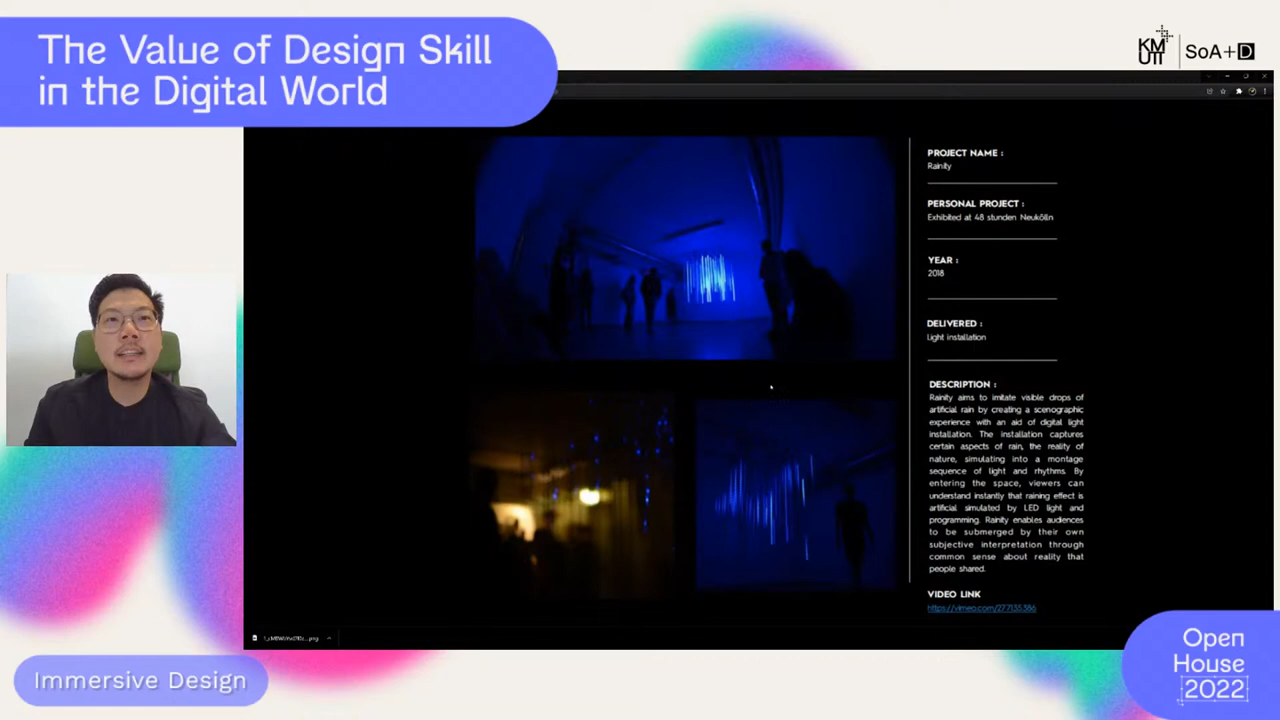 The Value of Design Skill
in the Digital World
KM
UTT
SoA+D
PROJECT NAME :
Rainity
PERSONAL PROJECT :
Exhibited at 48 stunden Neukölln
YEAR :
2018
DELIVERED :
Light installation
DESCRIPTION :
Rainity aims to imitate visible drops of
artificial rain by creating a scenographic
experience with an aid of digital light
installation. The installation captures
certain aspects of rain, the reality of
nature, simulating into a montage
sequence of light and rhythms. By
entering the space, viewers can
understand instantly that raining effect is
artificial simulated by LED light and
programming. Rainity enables audiences
to be submerged by their own
subjective interpretation through
common sense about reality that
people shared.
VIDEO LINK
https://vimeo.com/277135386
Immersive Design
Open
House
2022